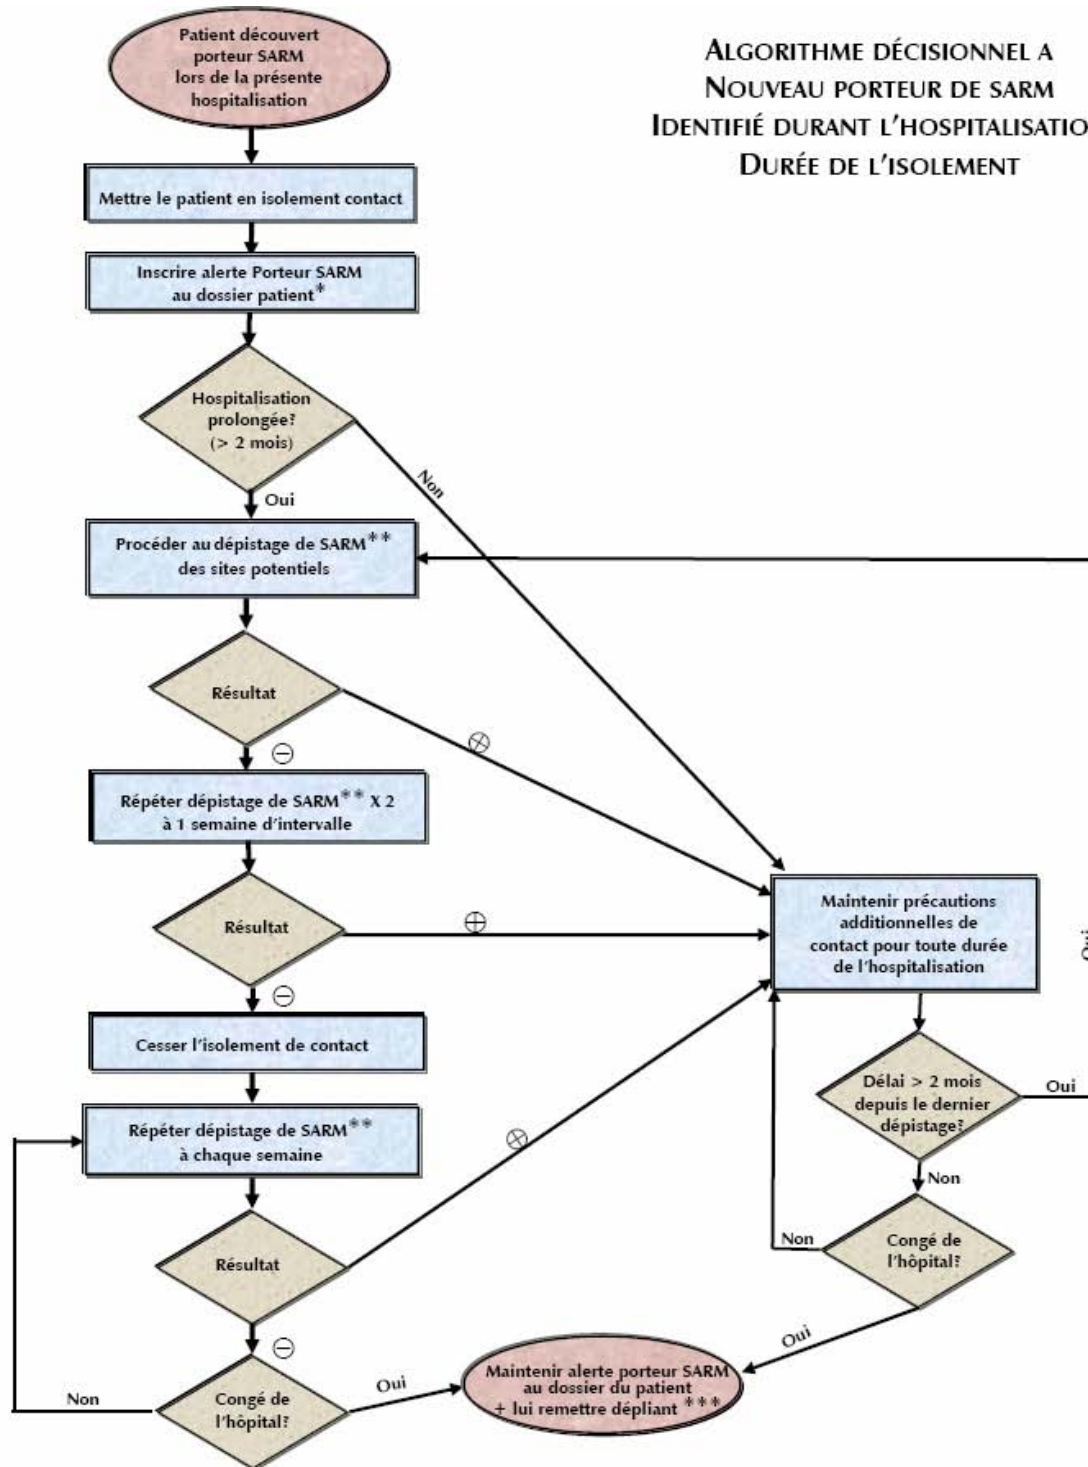 ALGORITHME DÉCISIONNEL A
NOUVEAU PORTEUR DE SARM
IDENTIFIÉ DURANT L'HOSPITALISATIO
DURÉE DE L'ISOLEMENT
Patient découvert
porteur SARM
lors de la présente
hospitalisation
Mettre le patient en isolement contact
Inscrire alerte Porteur SARM
au dossier patient*
Hospitalisation
prolongée?
(> 2 mois)
Non
Oui
Procéder au dépistage de SARM**
des sites potentiels
Résultat
⊕
⊖
Répéter dépistage de SARM** X 2
à 1 semaine d'intervalle
Résultat
⊕
⊖
Cesser l'isolement de contact
Répéter dépistage de SARM**
à chaque semaine
Résultat
⊕
⊖
Congé de
l'hôpital?
Non
Oui
Maintenir précautions
additionnelles de
contact pour toute durée
de l'hospitalisation
Oui
Délai > 2 mois
depuis le dernier
dépistage?
Oui
Non
Congé de
l'hôpital?
Non
Oui
Maintenir alerte porteur SARM
au dossier du patient
+ lui remettre dépliant ***